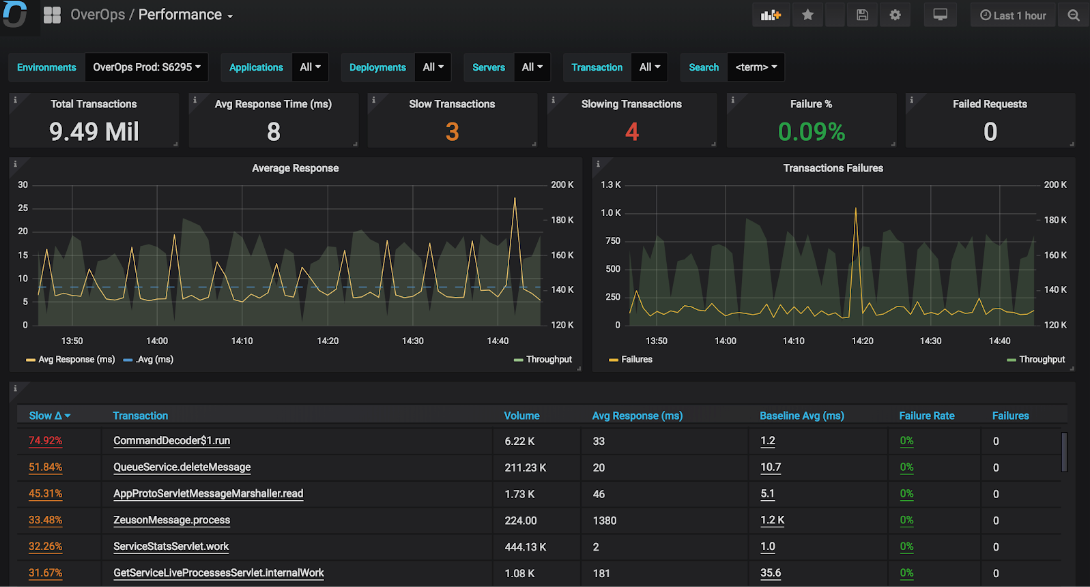 OverOps / Performance
Last 1 hour
Environments OverOps Prod: S6295 Applications All Deployments All Servers All Transaction All Search <term>
Total Transactions Avg Response Time (ms) Slow Transactions Slowing Transactions Failure % Failed Requests
9.49 Mil 8 3 4 0.09% 0
Average Response
30 200 K
25 180 K
20
15 160 K
10 140 K
5
0 120 K
13:50 14:00 14:10 14:20 14:30 14:40
Avg Response (ms) .Avg (ms) Throughput
Transactions Failures
1.3 K 200 K
1.0 K 180 K
750 160 K
500
250 140 K
0 120 K
13:50 14:00 14:10 14:20 14:30 14:40
Failures Throughput
Slow Δ Transaction Volume Avg Response (ms) Baseline Avg (ms) Failure Rate Failures
74.92% CommandDecoder$1.run 6.22 K 33 1.2 0% 0
51.84% QueueService.deleteMessage 211.23 K 20 10.7 0% 0
45.31% AppProtoServletMessageMarshaller.read 1.73 K 46 5.1 0% 0
33.48% ZeusonMessage.process 224.00 1380 1.2 K 0% 0
32.26% ServiceStatsServlet.work 444.13 K 2 1.0 0% 0
31.67% GetServiceLiveProcessesServlet.internalWork 1.08 K 181 35.6 0% 0